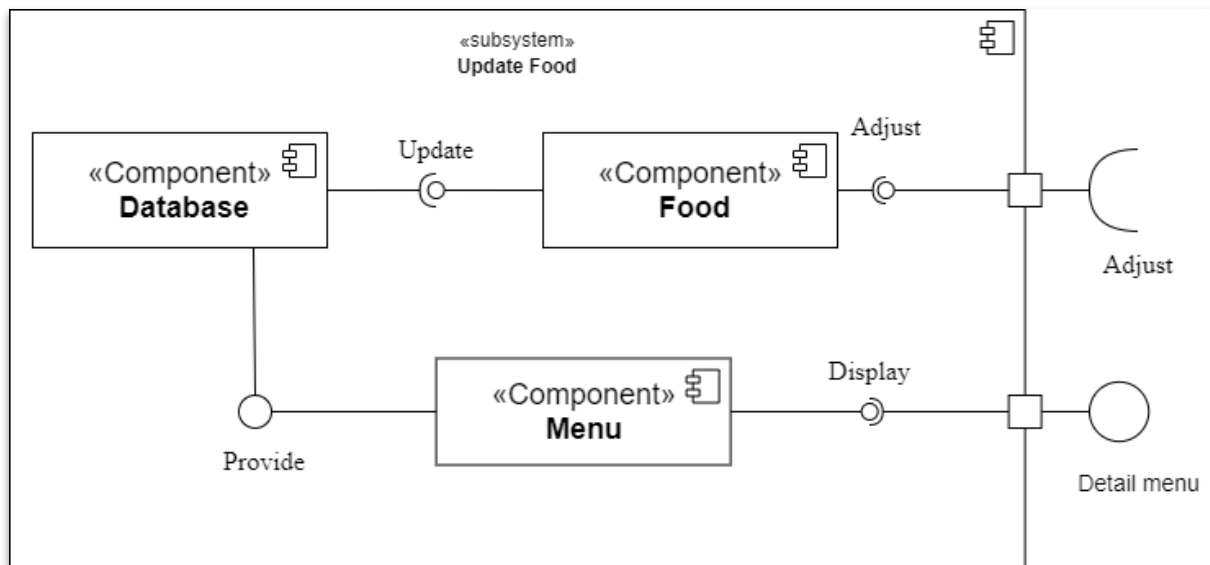 «subsystem»
Update Food
Update
Adjust
«Component»
Database
«Component»
Food
Adjust
«Component»
Menu
Display
Provide
Detail menu